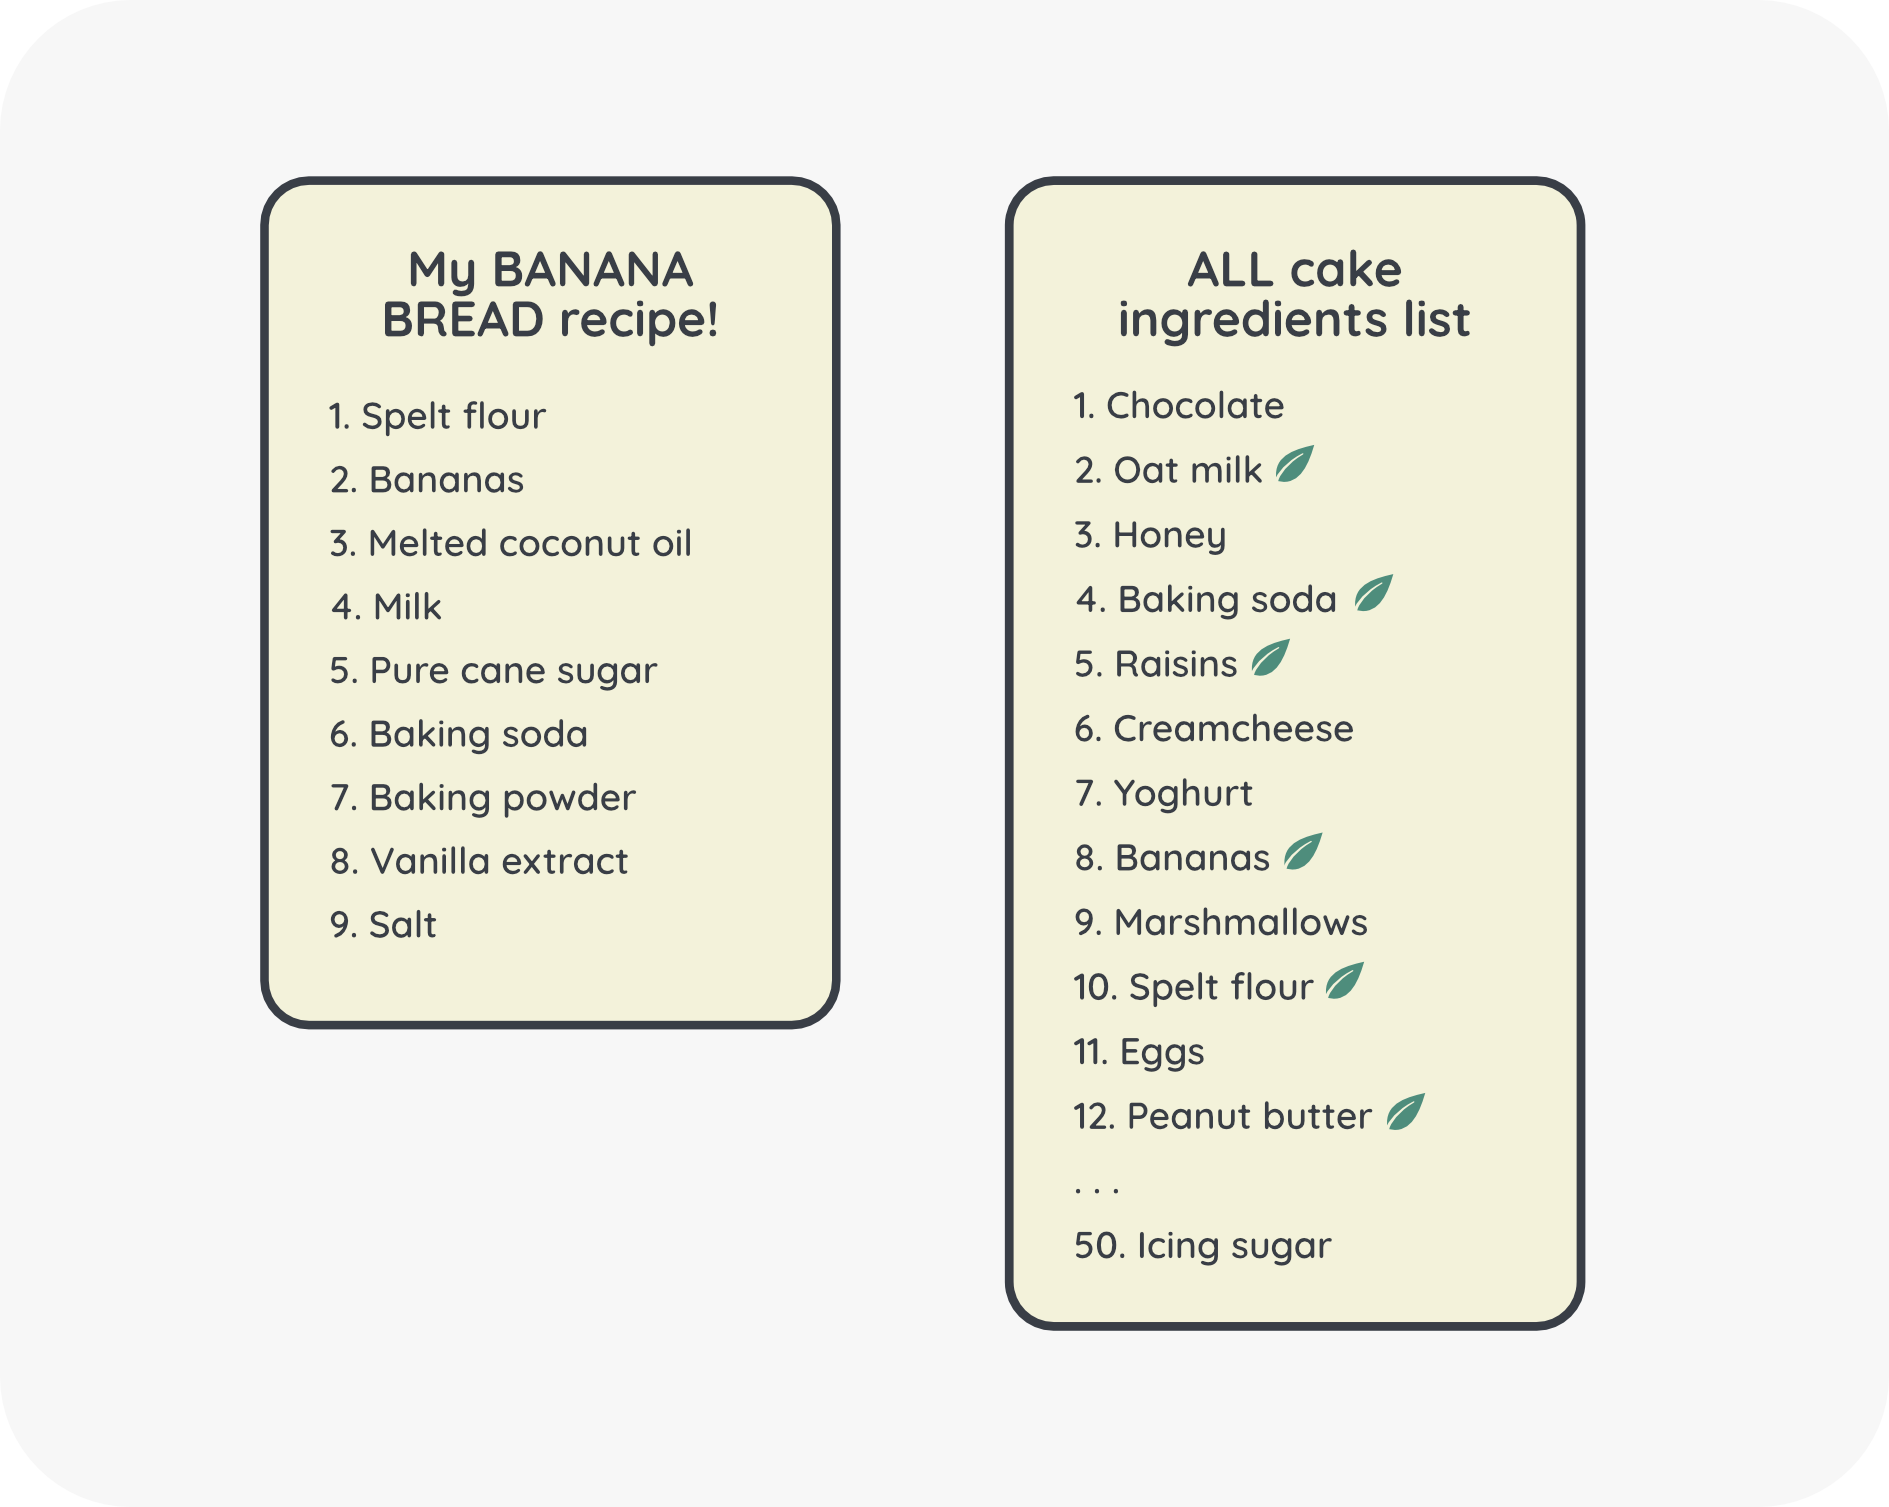 My BANANA
BREAD recipe!
1. Spelt flour
2. Bananas
3. Melted coconut oil
4. Milk
5. Pure cane sugar
6. Baking soda
7. Baking powder
8. Vanilla extract
9. Salt
ALL cake
ingredients list
1. Chocolate
2. Oat milk
3. Honey
4. Baking soda
5. Raisins
6. Creamcheese
7. Yoghurt
8. Bananas
9. Marshmallows
10. Spelt flour
11. Eggs
12. Peanut butter
. . .
50. Icing sugar